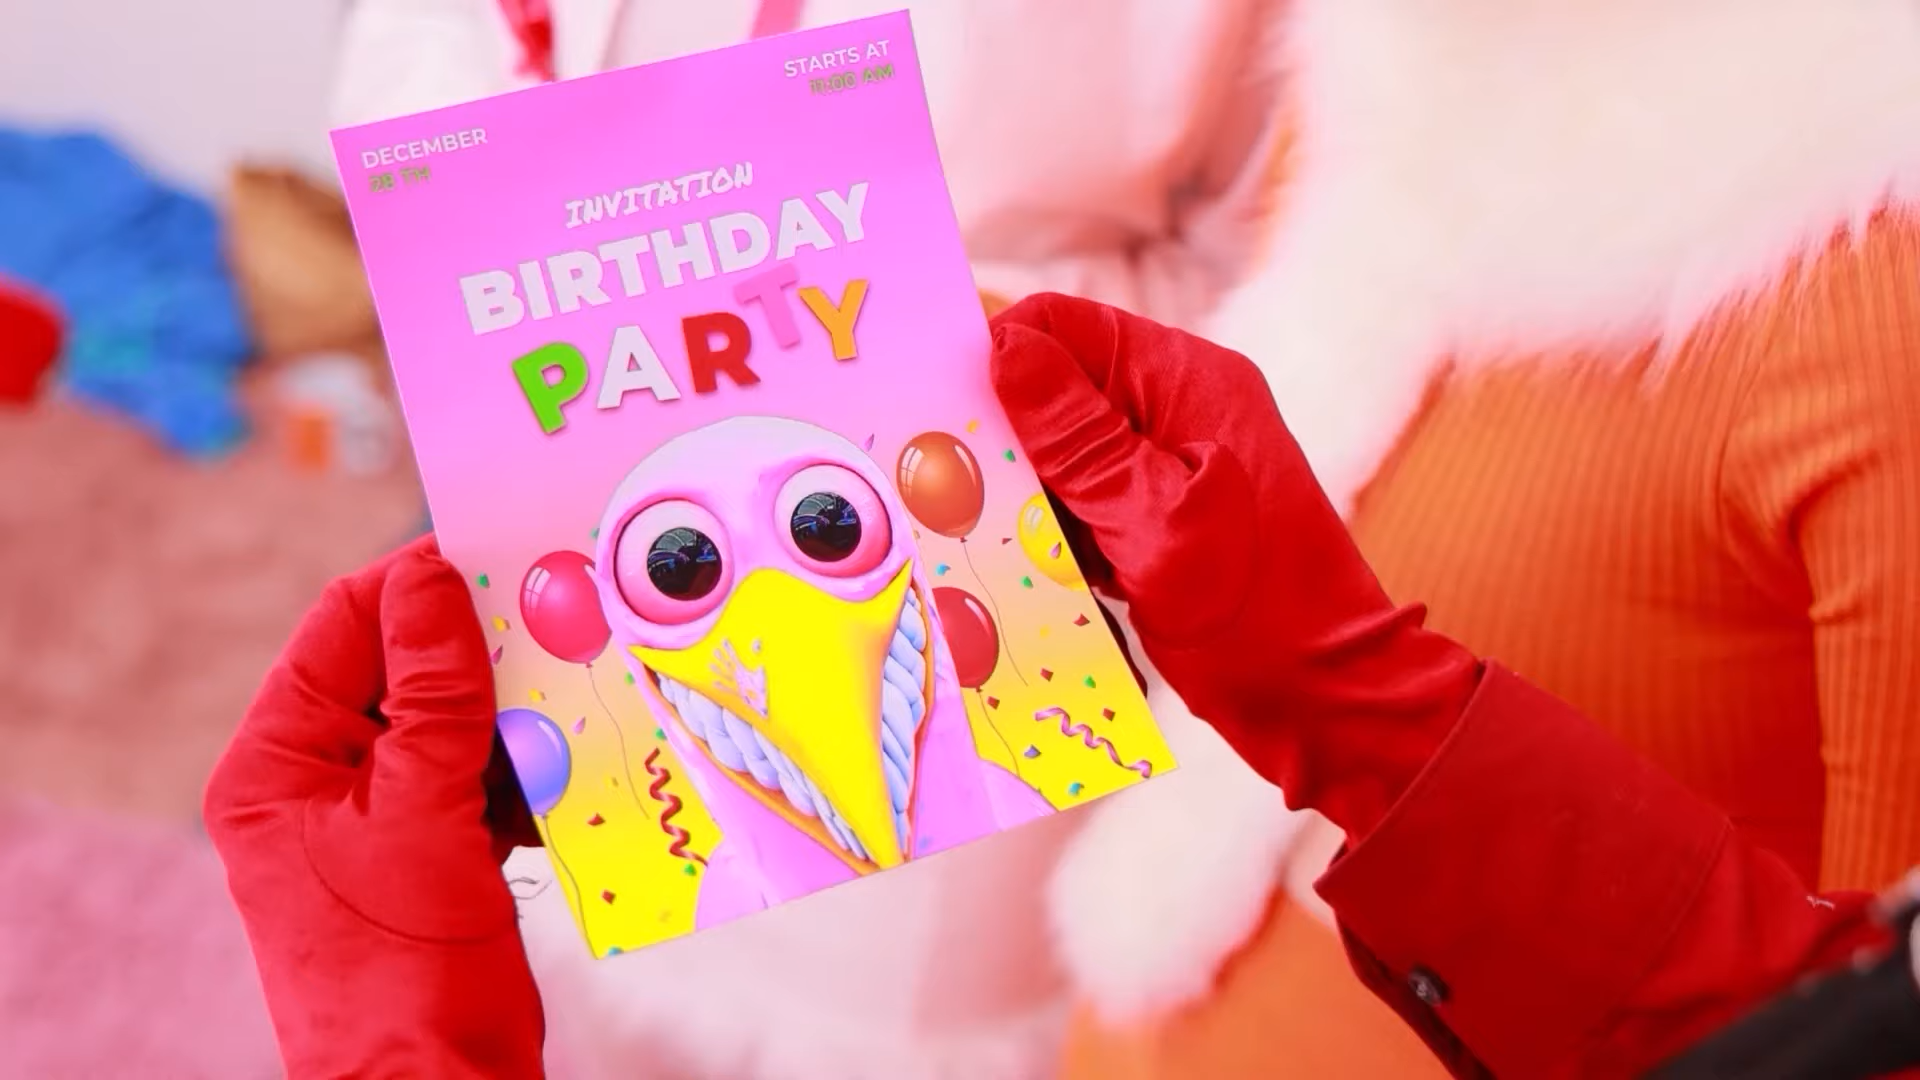 DECEMBER
28 TH
STARTS AT
11:00 AM
INVITATION
BIRTHDAY
PARTY